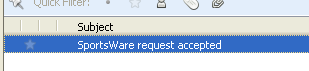 Quick Filter:
Subject
SportsWare request accepted